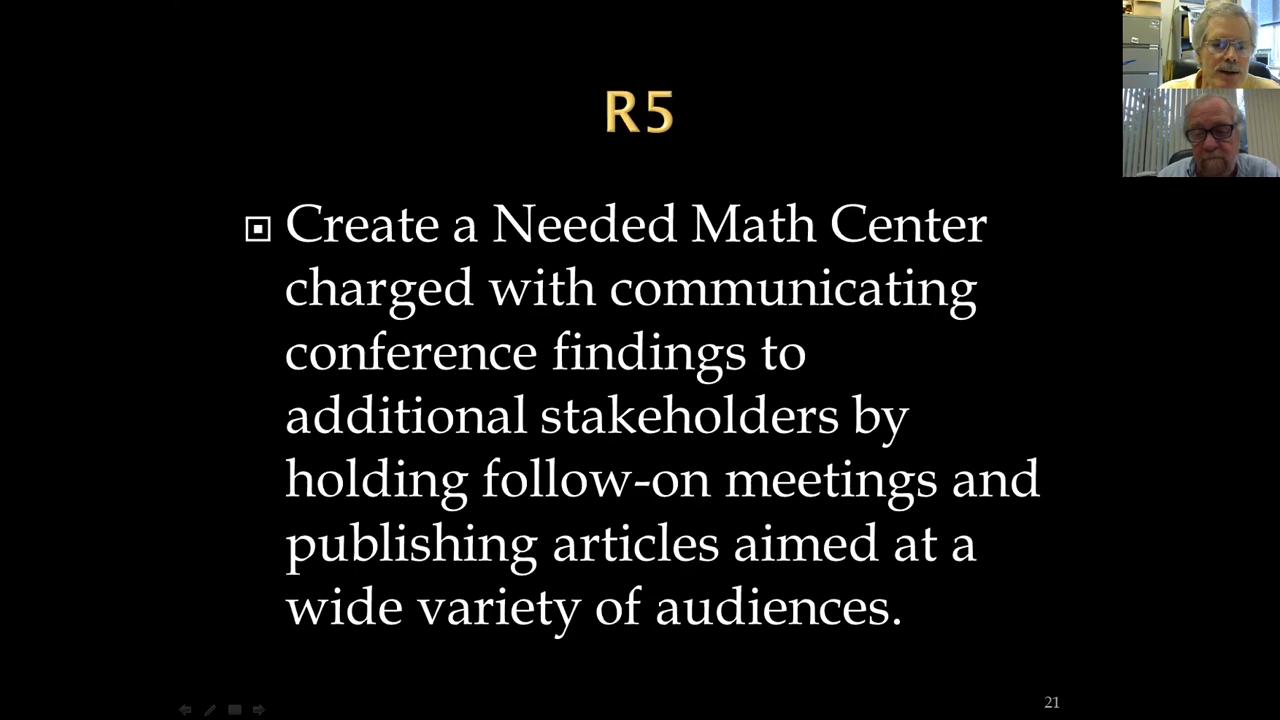 R5
Create a Needed Math Center
charged with communicating
conference findings to
additional stakeholders by
holding follow-on meetings and
publishing articles aimed at a
wide variety of audiences.
21